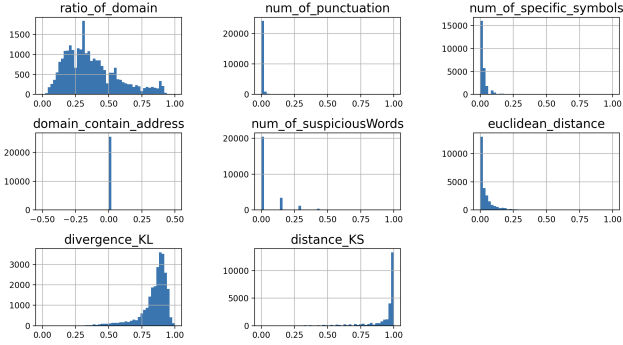 ratio_of_domain
num_of_punctuation
num_of_specific_symbols
1500
1000
500
0
0.00 0.25 0.50 0.75 1.00
20000
10000
0
0.00 0.25 0.50 0.75 1.00
15000
10000
5000
0
0.00 0.25 0.50 0.75 1.00
domain_contain_address
num_of_suspiciousWords
euclidean_distance
20000
10000
0
−0.50 −0.25 0.00 0.25 0.50
20000
10000
0
0.00 0.25 0.50 0.75 1.00
10000
5000
0
0.00 0.25 0.50 0.75 1.00
divergence_KL
distance_KS
3000
2000
1000
0
0.00 0.25 0.50 0.75 1.00
10000
5000
0
0.00 0.25 0.50 0.75 1.00